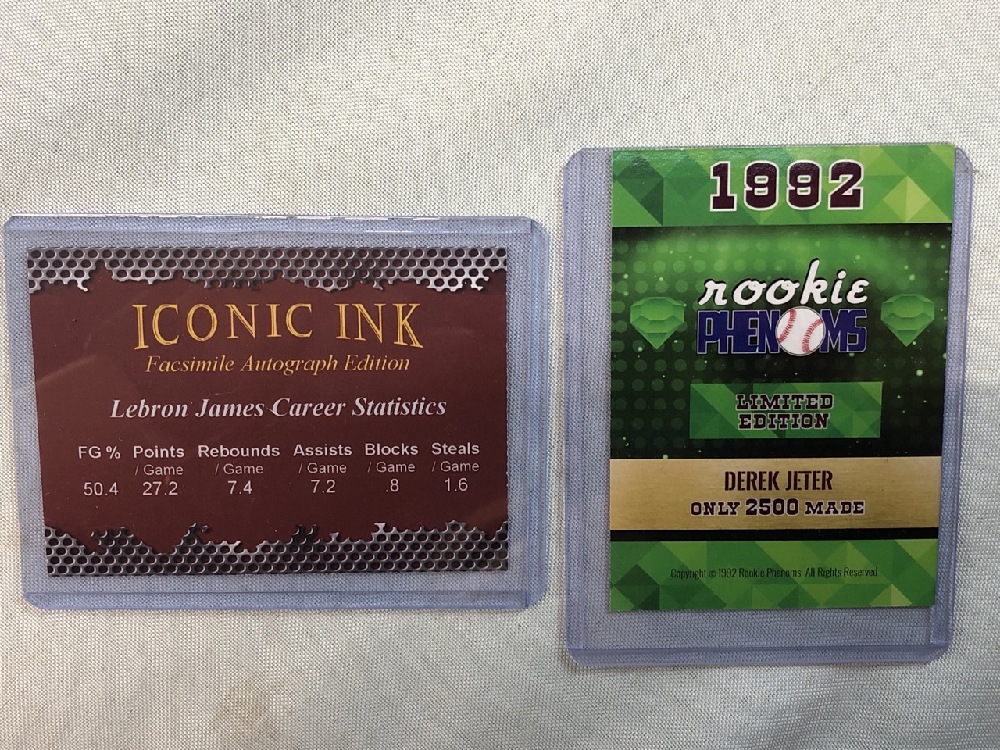 ICONIC INK
Facsimile Autograph Edition
Lebron James Career Statistics
FG % Points Rebounds Assists Blocks Steals
/ Game / Game / Game / Game / Game
50.4 27.2 7.4 7.2 .8 1.6
1992
rookie
PHENOMS
LIMITED
EDITION
DEREK JETER
ONLY 2500 MADE
Copyright © 1992 Rookie Phenoms. All Rights Reserved